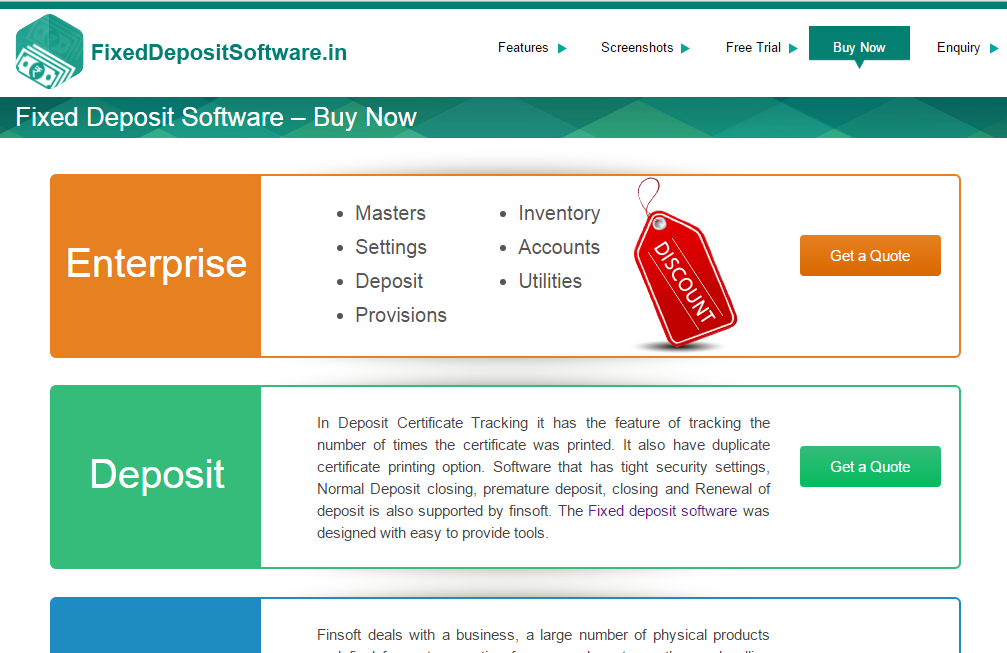 FixedDepositSoftware.in
Features
Screenshots
Free Trial
Buy Now
Enquiry
Fixed Deposit Software – Buy Now
Enterprise
• Masters
• Settings
• Deposit
• Provisions
• Inventory
• Accounts
• Utilities
DISCOUNT
Get a Quote
Deposit
In Deposit Certificate Tracking it has the feature of tracking the
number of times the certificate was printed. It also have duplicate
certificate printing option. Software that has tight security settings,
Normal Deposit closing, premature deposit, closing and Renewal of
deposit is also supported by finsoft. The Fixed deposit software was
designed with easy to provide tools.
Get a Quote
Finsoft deals with a business, a large number of physical products